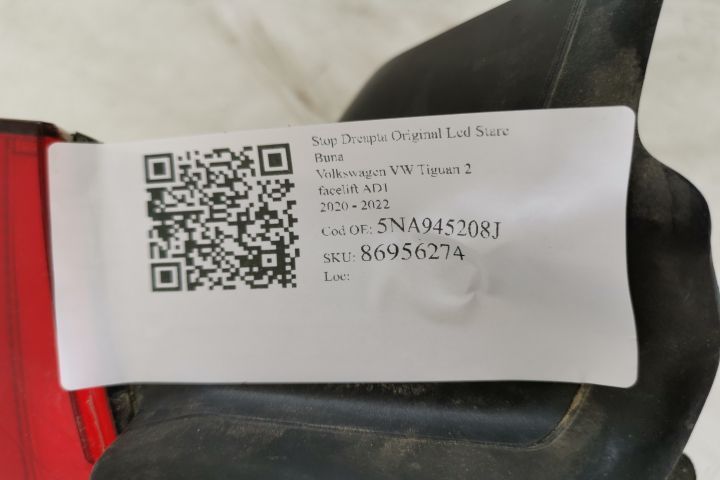 Stop Dreapta Original Led Stare
Buna
Volkswagen VW Tiguan 2
facelift AD1
2020 - 2022
Cod OE: 5NA945208J
SKU: 86956274
Loc: